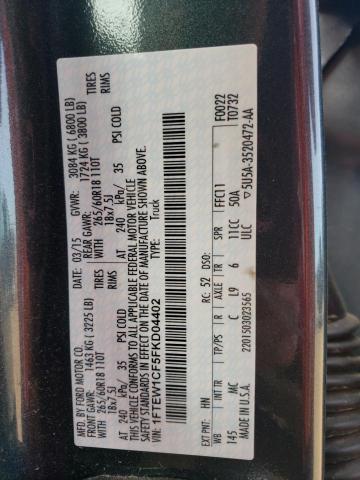 MFD. BY FORD MOTOR CO.
DATE: 03/15 GVWR: 3084 KG ( 6800 LB)
FRONT GAWR: 1463 KG ( 3225 LB) REAR GAWR: 1724 KG ( 3800 LB)
WITH 265/60R18 110T TIRES WITH 265/60R18 110T TIRES
18x7.5J RIMS 18x7.5J RIMS
AT 240 kPa/ 35 PSI COLD AT 240 kPa/ 35 PSI COLD
THIS VEHICLE CONFORMS TO ALL APPLICABLE FEDERAL MOTOR VEHICLE
SAFETY STANDARDS IN EFFECT ON THE DATE OF MANUFACTURE SHOWN ABOVE.
VIN: 1FTEW1CF5FKD04402 TYPE: Truck
F0022
T0732
EXT PNT: HN RC: 52 DSO: FFC11
WB INT TR TP/PS R AXLE TR SPR 50A
145 MC C L9 6 11CC
MADE IN U.S.A. 2201503023565 ULC
5U5A-3520472-AA